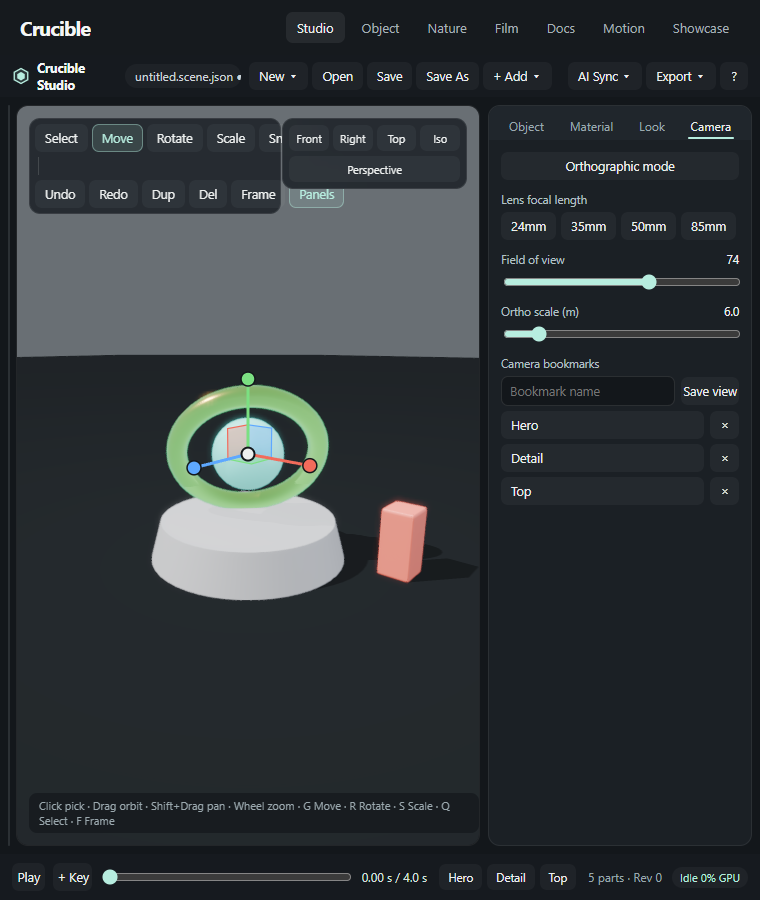 Crucible
Studio Object Nature Film Docs Motion Showcase
Crucible Studio
untitled.scene.json New Open Save Save As + Add AI Sync Export ?
Select Move Rotate Scale
Undo Redo Dup Del Frame Panels
Front Right Top Iso
Perspective
Object Material Look Camera
Orthographic mode
Lens focal length
24mm 35mm 50mm 85mm
Field of view 74
Ortho scale (m) 6.0
Camera bookmarks
Bookmark name Save view
Hero ×
Detail ×
Top ×
Click pick · Drag orbit · Shift+Drag pan · Wheel zoom · G Move · R Rotate · S Scale · Q
Select · F Frame
Play + Key 0.00 s / 4.0 s Hero Detail Top 5 parts · Rev 0 Idle 0% GPU